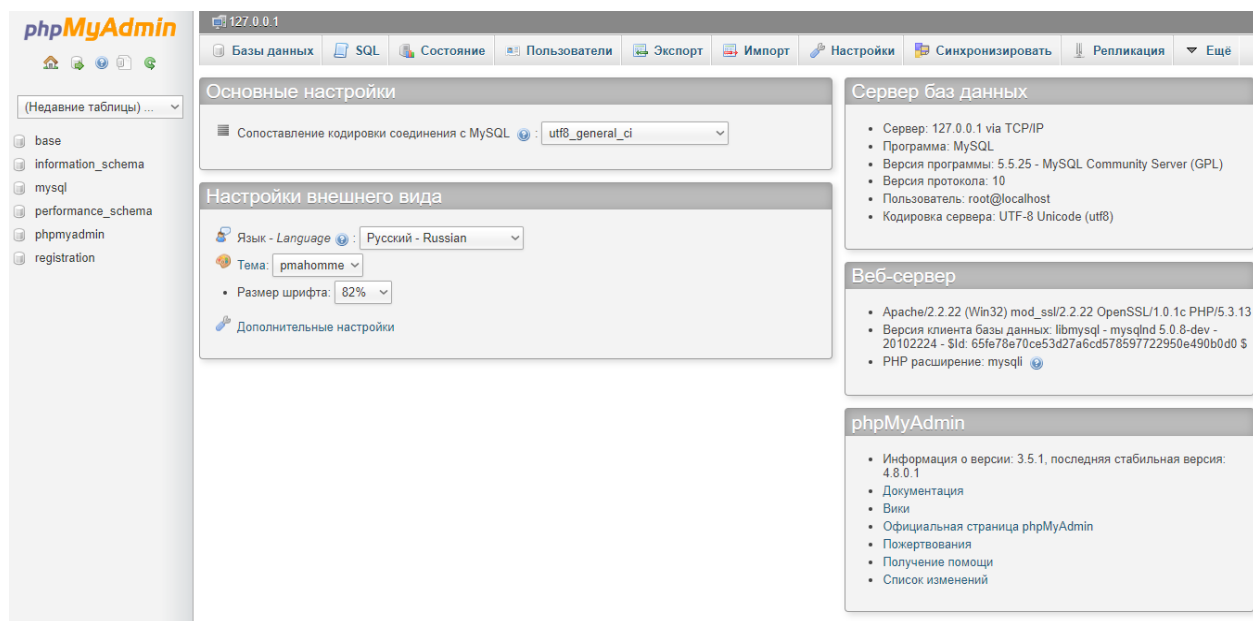 phpMyAdmin
(Недавние таблицы) ...
base
information_schema
mysql
performance_schema
phpmyadmin
registration
127.0.0.1
Базы данных SQL Состояние Пользователи Экспорт Импорт Настройки Синхронизировать Репликация Ещё
Основные настройки
Сопоставление кодировки соединения с MySQL : utf8_general_ci
Настройки внешнего вида
Язык - Language : Русский - Russian
Тема: pmahomme
• Размер шрифта: 82%
Дополнительные настройки
Сервер баз данных
• Сервер: 127.0.0.1 via TCP/IP
• Программа: MySQL
• Версия программы: 5.5.25 - MySQL Community Server (GPL)
• Версия протокола: 10
• Пользователь: root@localhost
• Кодировка сервера: UTF-8 Unicode (utf8)
Веб-сервер
• Apache/2.2.22 (Win32) mod_ssl/2.2.22 OpenSSL/1.0.1c PHP/5.3.13
• Версия клиента базы данных: libmysql - mysqlnd 5.0.8-dev -
20102224 - $Id: 65fe78e70ce53d27a6cd578597722950e490b0d0 $
• PHP расширение: mysqli
phpMyAdmin
• Информация о версии: 3.5.1, последняя стабильная версия:
4.8.0.1
• Документация
• Вики
• Официальная страница phpMyAdmin
• Пожертвования
• Получение помощи
• Список изменений